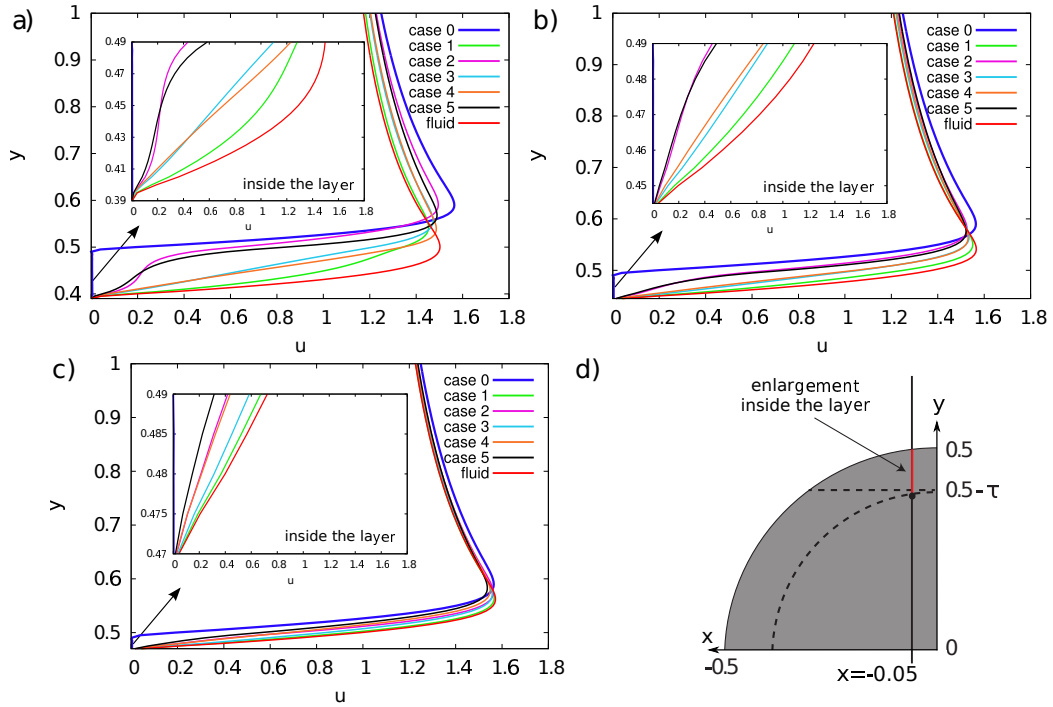 a)
y
1
0.9
0.8
0.7
0.6
0.5
0.4
0 0.2 0.4 0.6 0.8 1 1.2 1.4 1.6 1.8
u
case 0
case 1
case 2
case 3
case 4
case 5
fluid
0.49
0.47
0.45
0.43
0.41
0.39
0 0.2 0.4 0.6 0.8 1 1.2 1.4 1.6 1.8
u
inside the layer
b)
y
1
0.9
0.8
0.7
0.6
0.5
0 0.2 0.4 0.6 0.8 1 1.2 1.4 1.6 1.8
u
case 0
case 1
case 2
case 3
case 4
case 5
fluid
0.49
0.48
0.47
0.46
0.45
0 0.2 0.4 0.6 0.8 1 1.2 1.4 1.6 1.8
u
inside the layer
c)
y
1
0.9
0.8
0.7
0.6
0.5
0 0.2 0.4 0.6 0.8 1 1.2 1.4 1.6 1.8
u
case 0
case 1
case 2
case 3
case 4
case 5
fluid
0.49
0.485
0.48
0.475
0.47
0 0.2 0.4 0.6 0.8 1 1.2 1.4 1.6 1.8
u
inside the layer
d)
enlargement
inside the layer
y
0.5
0.5-τ
0
x
-0.5
x=-0.05